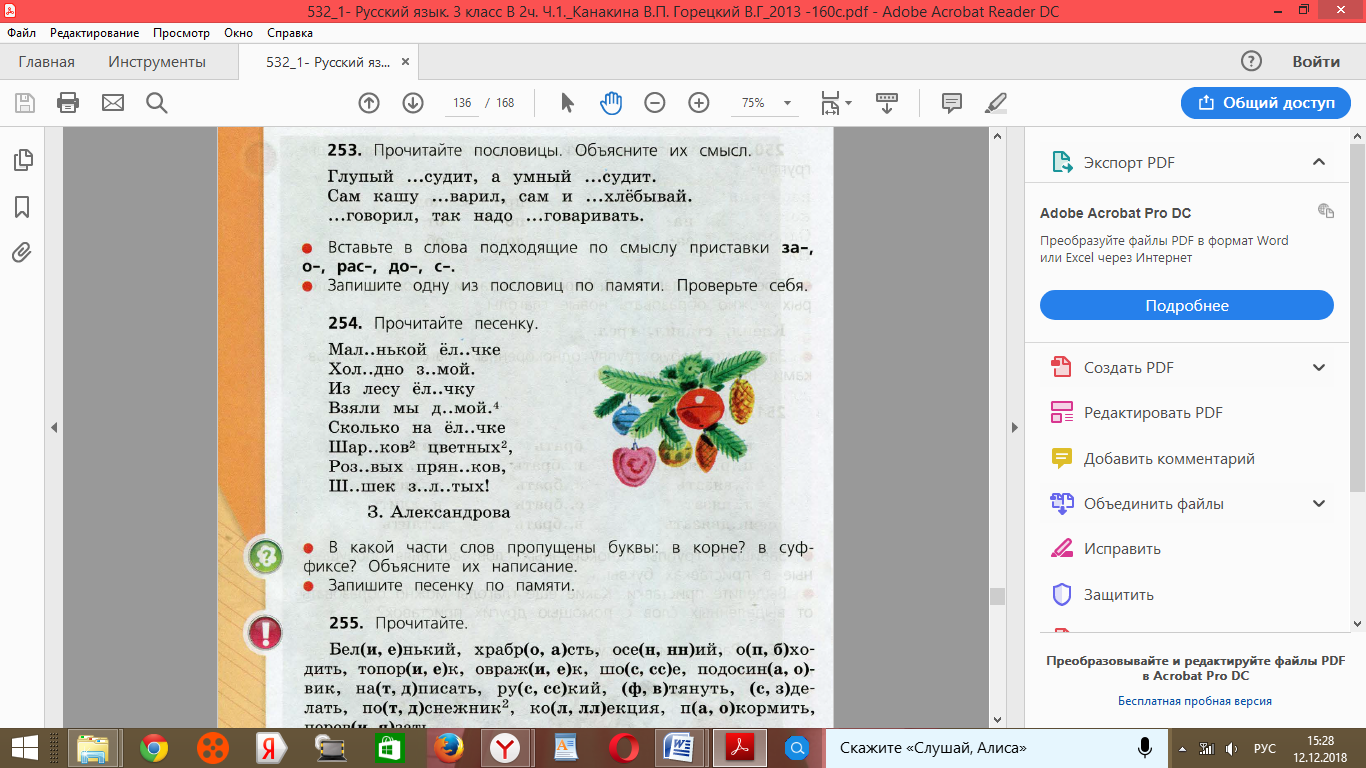 532_1- Русский язык. 3 класс В 2ч. Ч.1._Канакина В.П. Горецкий В.Г_2013 -160с.pdf - Adobe Acrobat Reader DC
Файл Редактирование Просмотр Окно Справка
Главная Инструменты 532_1- Русский яз... × Войти
136 / 168 75% Общий доступ
253. Прочитайте пословицы. Объясните их смысл.
Глупый ...судит, а умный ...судит.
Сам кашу ...варил, сам и ...хлёбывай.
...говорил, так надо ...говаривать.
Вставьте в слова подходящие по смыслу приставки за–,
о–, рас–, до–, с–.
Запишите одну из пословиц по памяти. Проверьте себя.
254. Прочитайте песенку.
Мал..нькой ёл..чке
Хол..дно з..мой.
Из лесу ёл..чку
Взяли мы д..мой.⁴
Сколько на ёл..чке
Шар..ков² цветных²,
Роз..вых прян..ков,
Ш..шек з..л..тых!
З. Александрова
В какой части слов пропущены буквы: в корне? в суф-
фиксе? Объясните их написание.
Запишите песенку по памяти.
255. Прочитайте.
Бел(и, е)нький, храбр(о, а)сть, осе(н, нн)ий, о(п, б)хо-
дить, топор(и, е)к, овраж(и, е)к, шо(с, сс)е, подосин(а, о)-
вик, на(т, д)писать, ру(с, сс)кий, (ф, в)тянуть, (с, з)де-
лать, по(т, д)снежник², ко(л, лл)екция, п(а, о)кормить,
Экспорт PDF
Adobe Acrobat Pro DC
Преобразуйте файлы PDF в формат Word
или Excel через Интернет
Подробнее
Создать PDF
Редактировать PDF
Добавить комментарий
Объединить файлы
Исправить
Защитить
Преобразовывайте и редактируйте файлы PDF
в Acrobat Pro DC
Бесплатная пробная версия
Скажите «Слушай, Алиса»
РУС
15:28
12.12.2018